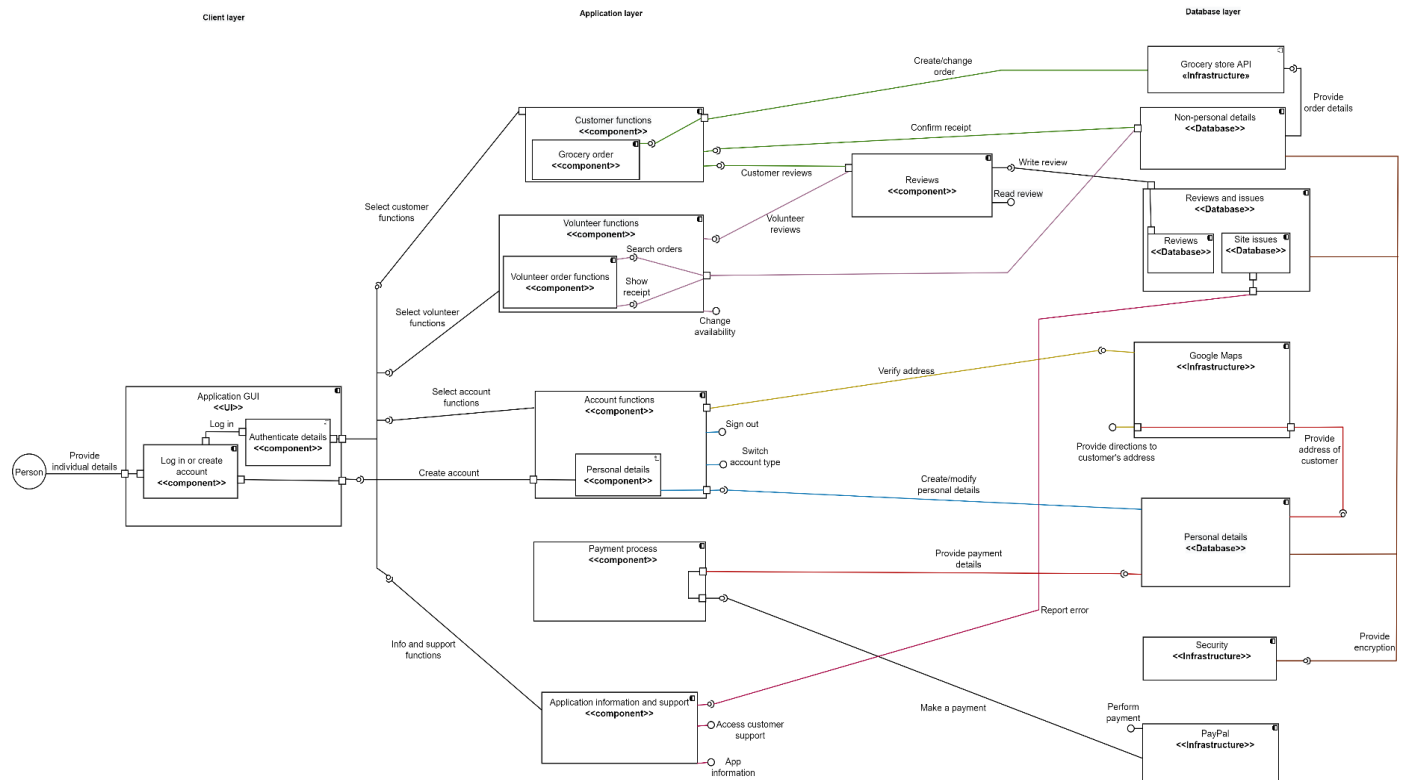 Client layer
Application layer
Database layer
Create/change
order
Grocery store API
«Infrastructure»
Provide
order details
Customer functions
<<component>>
Grocery order
<<component>>
Confirm receipt
Customer reviews
Non-personal details
<<Database>>
Reviews
<<component>>
Write review
Read review
Select customer
functions
Volunteer functions
<<component>>
Search orders
Volunteer order functions
<<component>>
Show
receipt
Change
availability
Volunteer
reviews
Reviews and issues
<<Database>>
Reviews
<<Database>>
Site issues
<<Database>>
Select volunteer
functions
Verify address
Google Maps
<<Infrastructure>>
Provide directions to
customer's address
Provide
address of
customer
Application GUI
<<UI>>
Log in
Authenticate details
<<component>>
Log in or create
account
<<component>>
Person
Provide
individual details
Select account
functions
Create account
Account functions
<<component>>
Sign out
Switch
account type
Personal details
<<component>>
Create/modify
personal details
Personal details
<<Database>>
Payment process
<<component>>
Provide payment
details
Report error
Info and support
functions
Security
<<Infrastructure>>
Provide
encryption
Application information and support
<<component>>
Access customer
support
App
information
Make a payment
Perform
payment
PayPal
<<Infrastructure>>